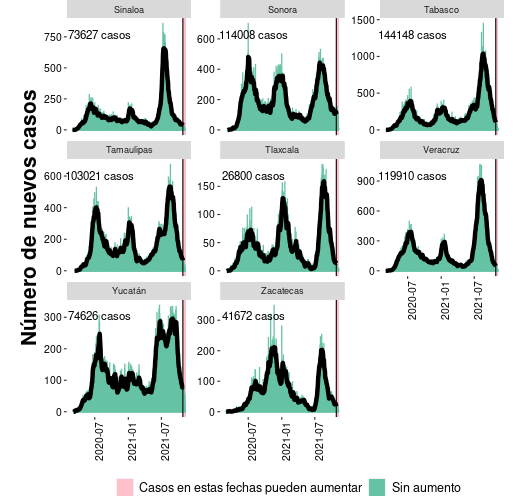 Número de nuevos casos
Sinaloa
Sonora
Tabasco
750
500
250
0
73627 casos
600
400
200
0
114008 casos
1500
1000
500
0
144148 casos
Tamaulipas
Tlaxcala
Veracruz
600
400
200
0
103021 casos
150
100
50
0
26800 casos
900
600
300
0
119910 casos
Yucatán
Zacatecas
2020-07
2021-01
2021-07
300
200
100
0
74626 casos
300
200
100
0
41672 casos
2020-07
2021-01
2021-07
2020-07
2021-01
2021-07
Casos en estas fechas pueden aumentar
Sin aumento